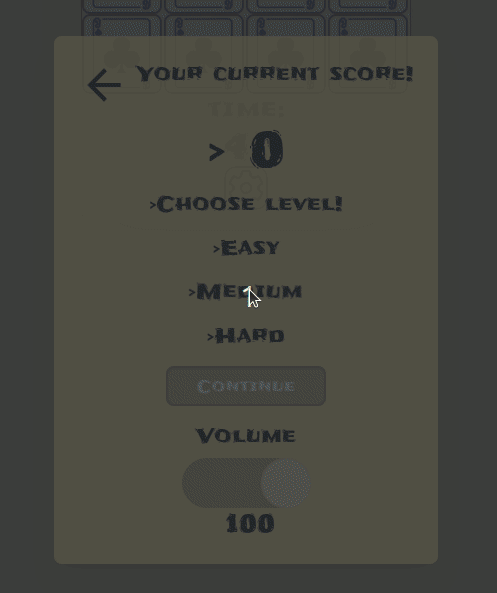 YOUR CURRENT SCORE!
TIME:
> 0
>CHOOSE LEVEL!
>EASY
>MEDIUM
>HARD
CONTINUE
VOLUME
100